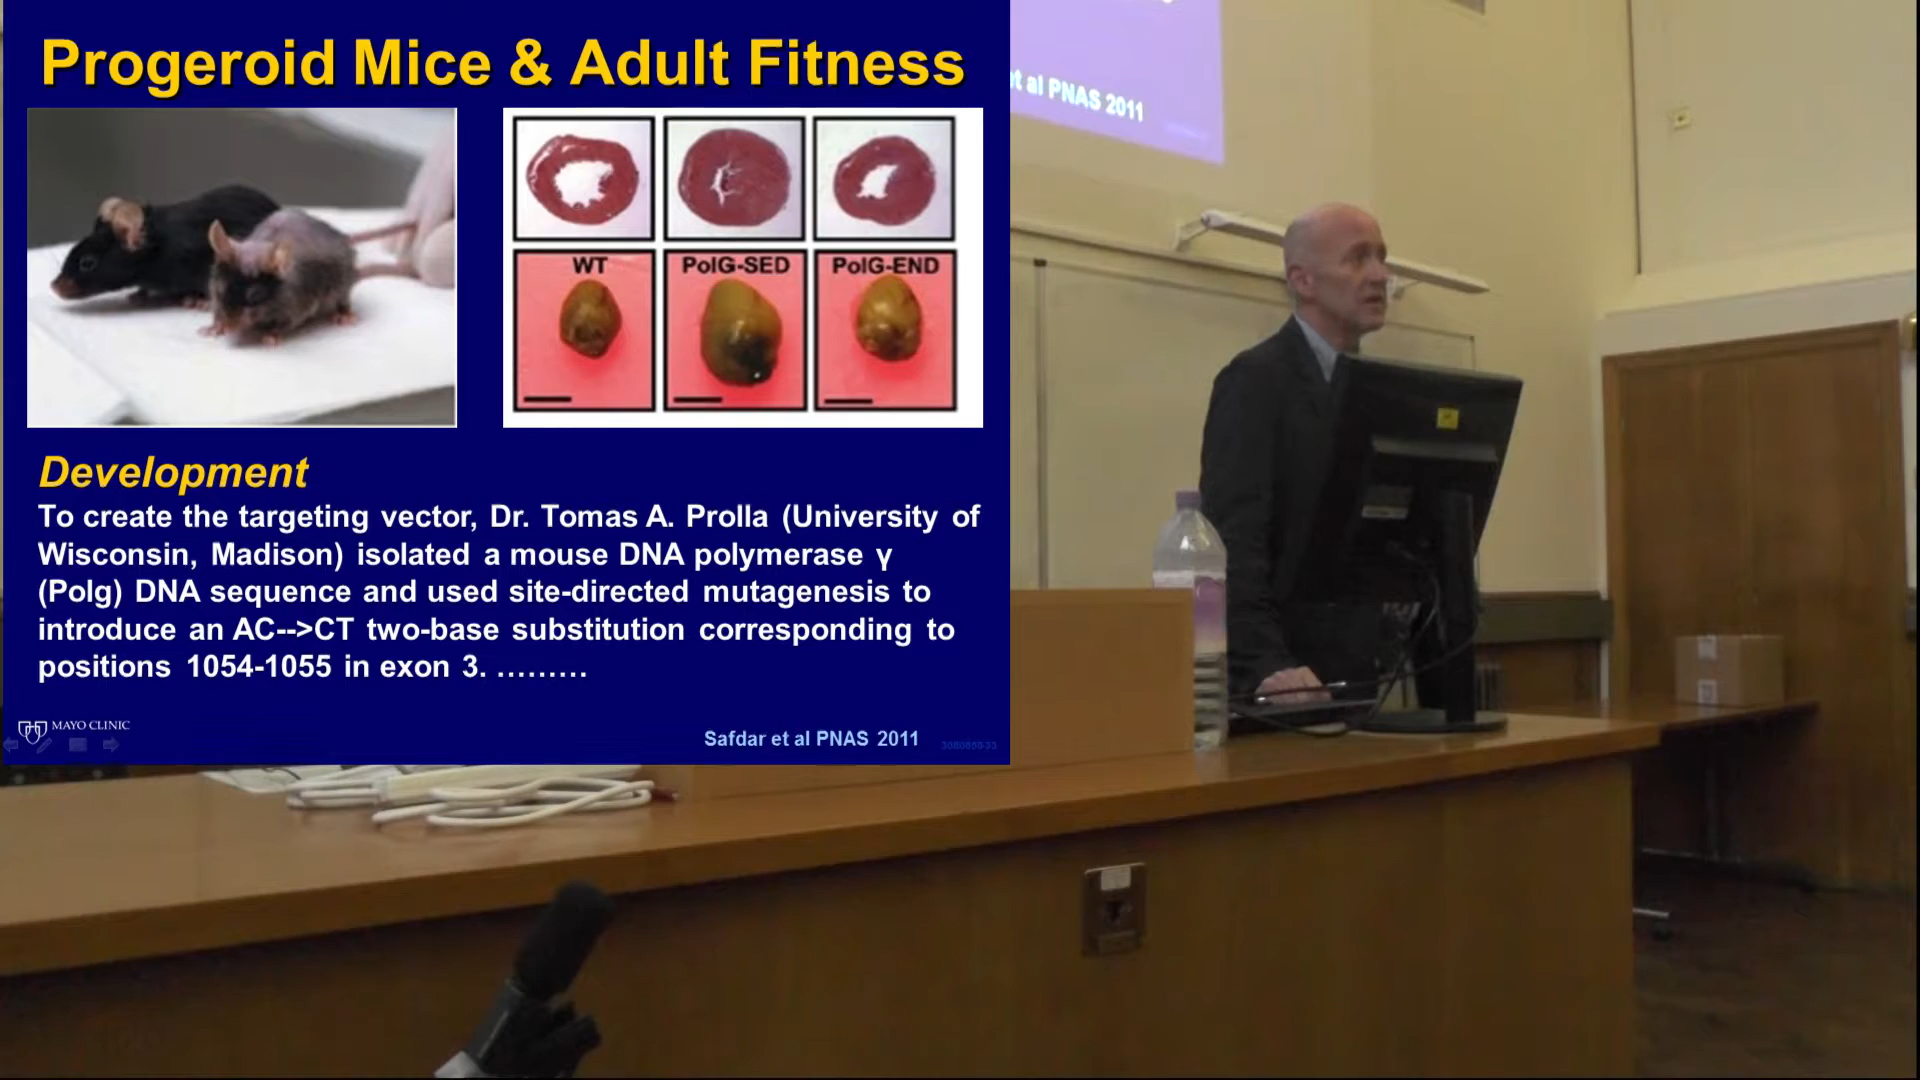 Progeroid Mice & Adult Fitness
WT
PolG-SED
PolG-END
Development
To create the targeting vector, Dr. Tomas A. Prolla (University of
Wisconsin, Madison) isolated a mouse DNA polymerase γ
(Polg) DNA sequence and used site-directed mutagenesis to
introduce an AC-->CT two-base substitution corresponding to
positions 1054-1055 in exon 3. .........
MAYO CLINIC
Safdar et al PNAS 2011
et al PNAS 2011